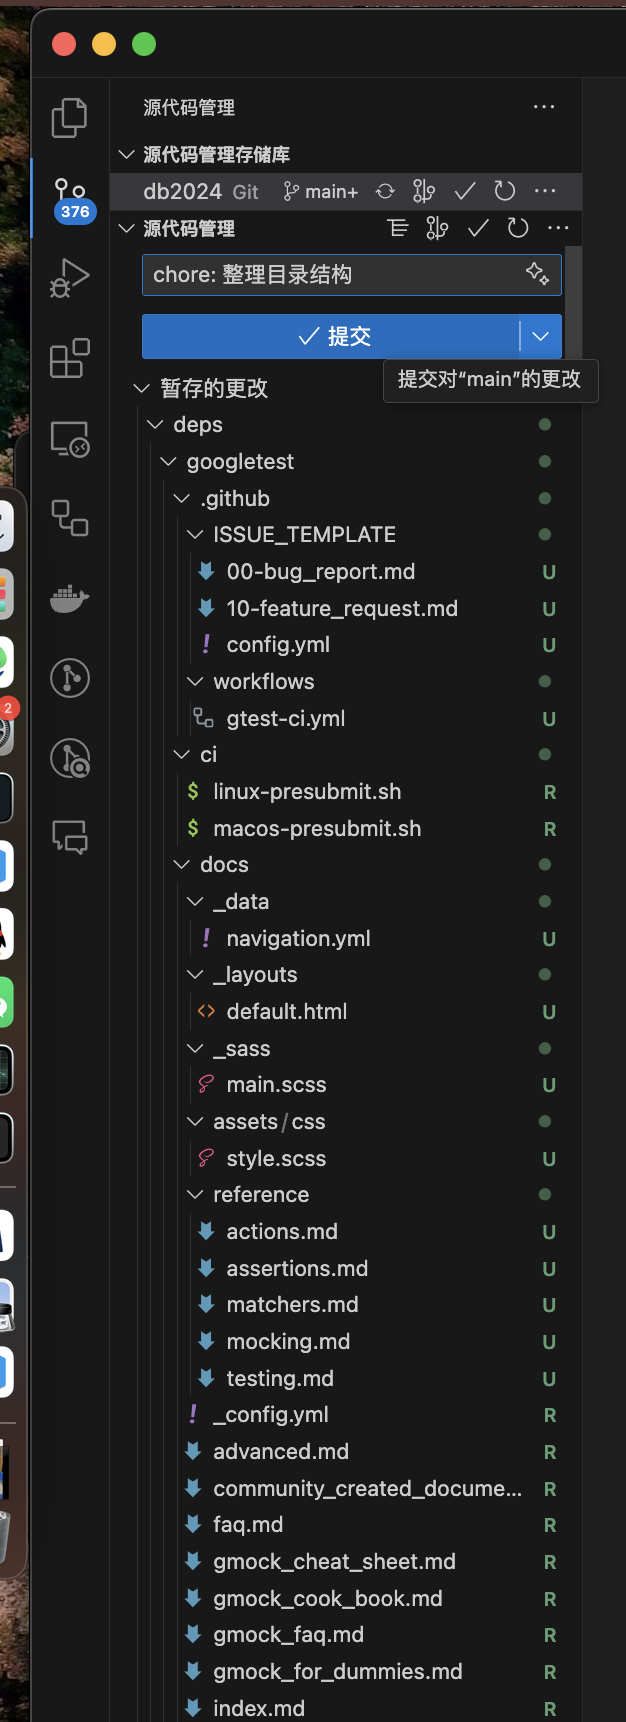 源代码管理
源代码管理存储库
db2024 Git main+
376
源代码管理
chore: 整理目录结构
提交
提交对“main”的更改
暂存的更改
deps
googletest
.github
ISSUE_TEMPLATE
00-bug_report.md U
10-feature_request.md U
! config.yml U
workflows
gtest-ci.yml U
2
ci
$ linux-presubmit.sh R
$ macos-presubmit.sh R
docs
_data
! navigation.yml U
_layouts
<> default.html U
_sass
main.scss U
assets/css
style.scss U
reference
actions.md U
assertions.md U
matchers.md U
mocking.md U
testing.md U
! _config.yml R
advanced.md R
community_created_docume... R
faq.md R
gmock_cheat_sheet.md R
gmock_cook_book.md R
gmock_faq.md R
gmock_for_dummies.md R
index.md R